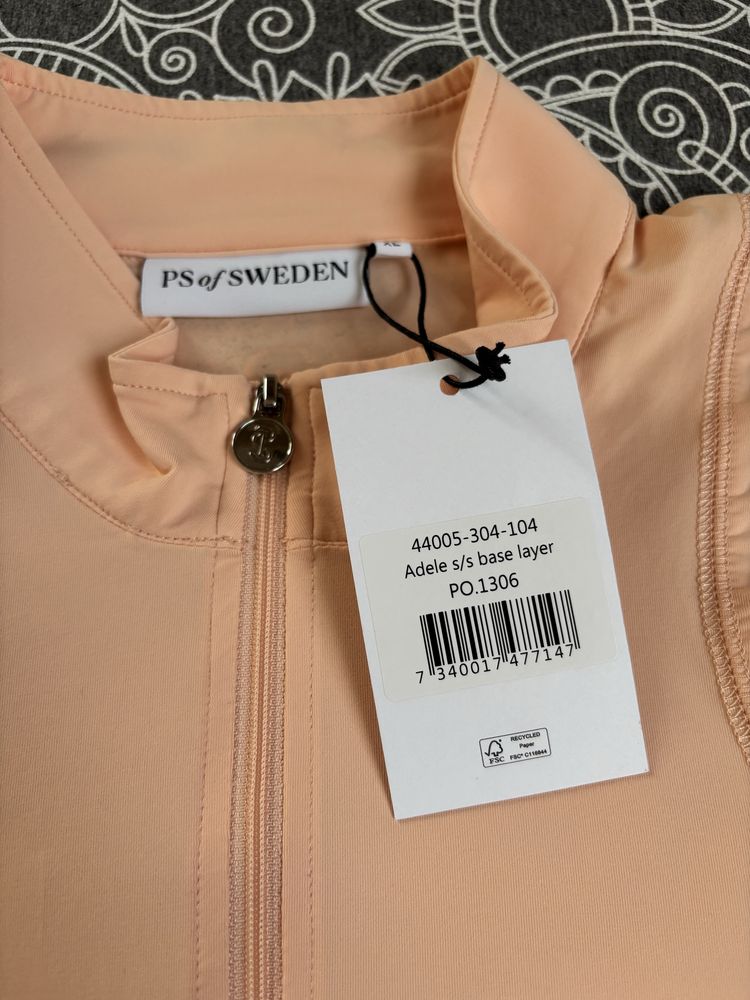 PS of SWEDEN
XL
44005-304-104
Adele s/s base layer
PO.1306
7 340017 477147
RECYCLED
Paper
FSC
FSC® C116944